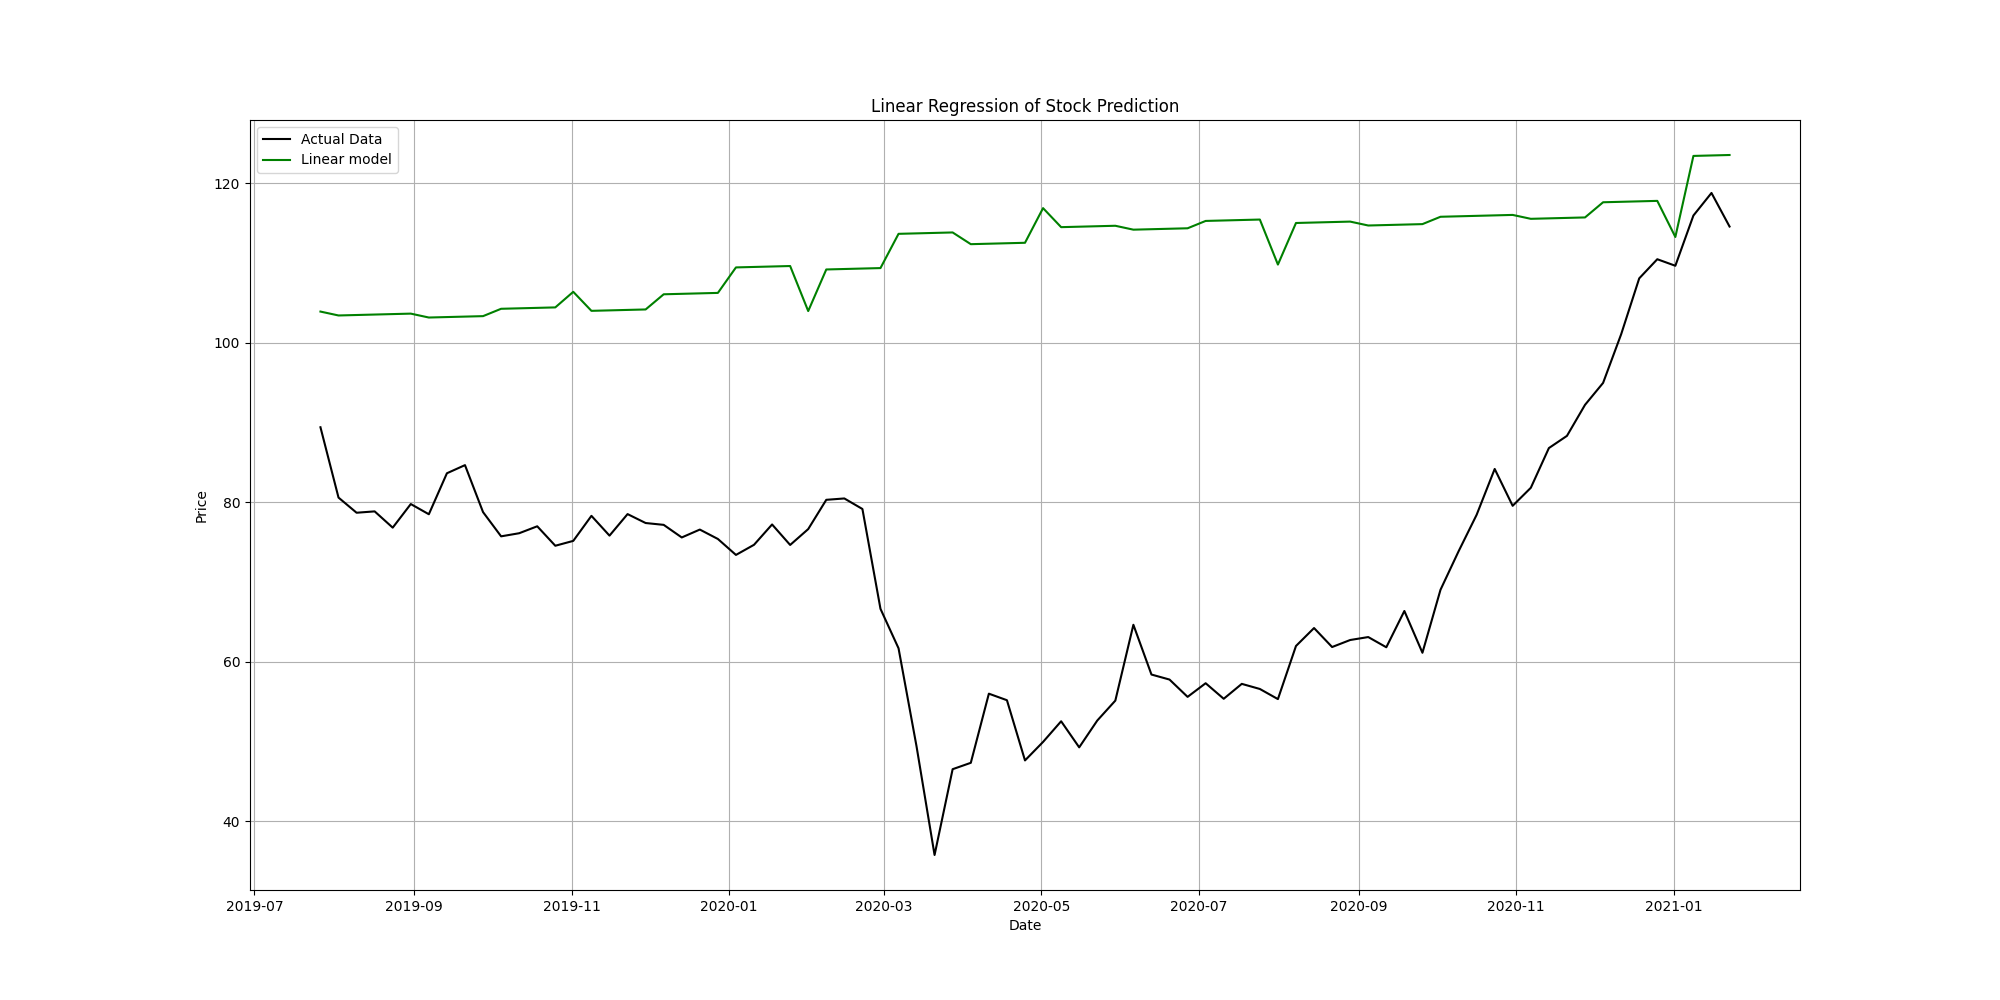 Linear Regression of Stock Prediction
Actual Data
Linear model
120
100
80
60
40
Price
2019-07 2019-09 2019-11 2020-01 2020-03 2020-05 2020-07 2020-09 2020-11 2021-01
Date